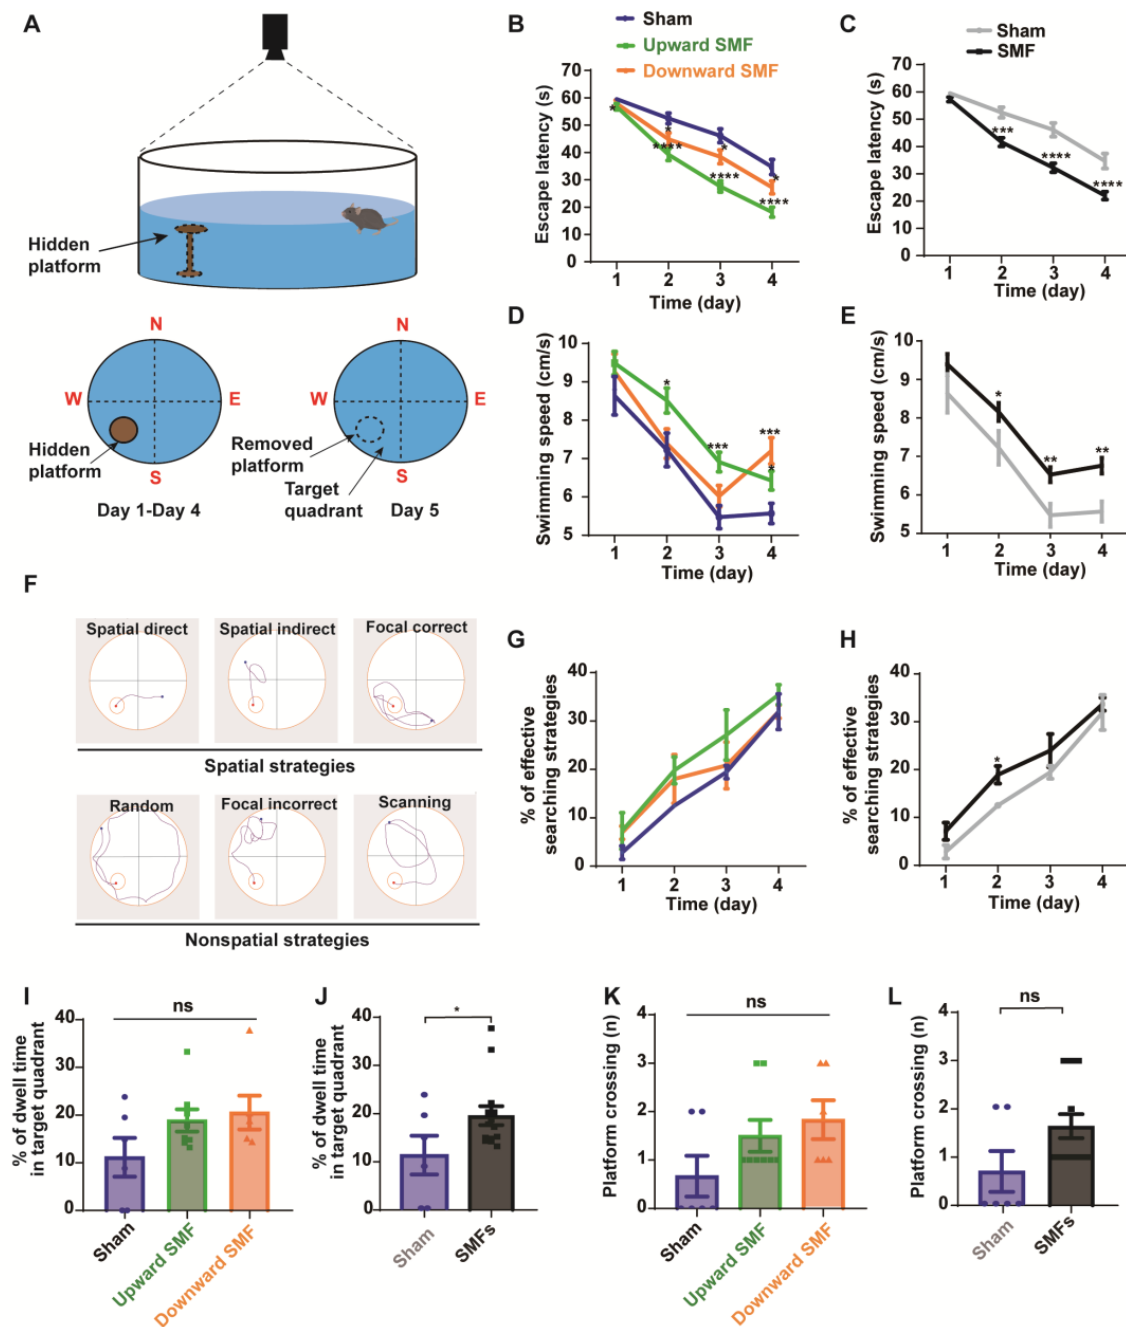 A
Hidden
platform
N
W
E
S
Hidden
platform
Day 1-Day 4
N
W
E
S
Removed
platform
Target
quadrant
Day 5
B
Sham
Upward SMF
Downward SMF
Escape latency (s)
70
60
50
40
30
20
10
0
*
*
****
*
****
*
****
1 2 3 4
Time (day)
C
Sham
SMF
Escape latency (s)
70
60
50
40
30
20
10
0
***
****
****
1 2 3 4
Time (day)
D
Swimming speed (cm/s)
10
9
8
7
6
5
*
***
***
*
1 2 3 4
Time (day)
E
Swimming speed (cm/s)
10
9
8
7
6
5
*
**
**
1 2 3 4
Time (day)
F
Spatial direct
Spatial indirect
Focal correct
Spatial strategies
Random
Focal incorrect
Scanning
Nonspatial strategies
G
% of effective
searching strategies
40
30
20
10
0
1 2 3 4
Time (day)
H
% of effective
searching strategies
40
30
20
10
0
*
1 2 3 4
Time (day)
I
% of dwell time
in target quadrant
40
30
20
10
0
ns
Sham
Upward SMF
Downward SMF
J
% of dwell time
in target quadrant
40
30
20
10
0
*
Sham
SMFs
K
Platform crossing (n)
4
3
2
1
0
ns
Sham
Upward SMF
Downward SMF
L
Platform crossing (n)
4
3
2
1
0
ns
Sham
SMFs